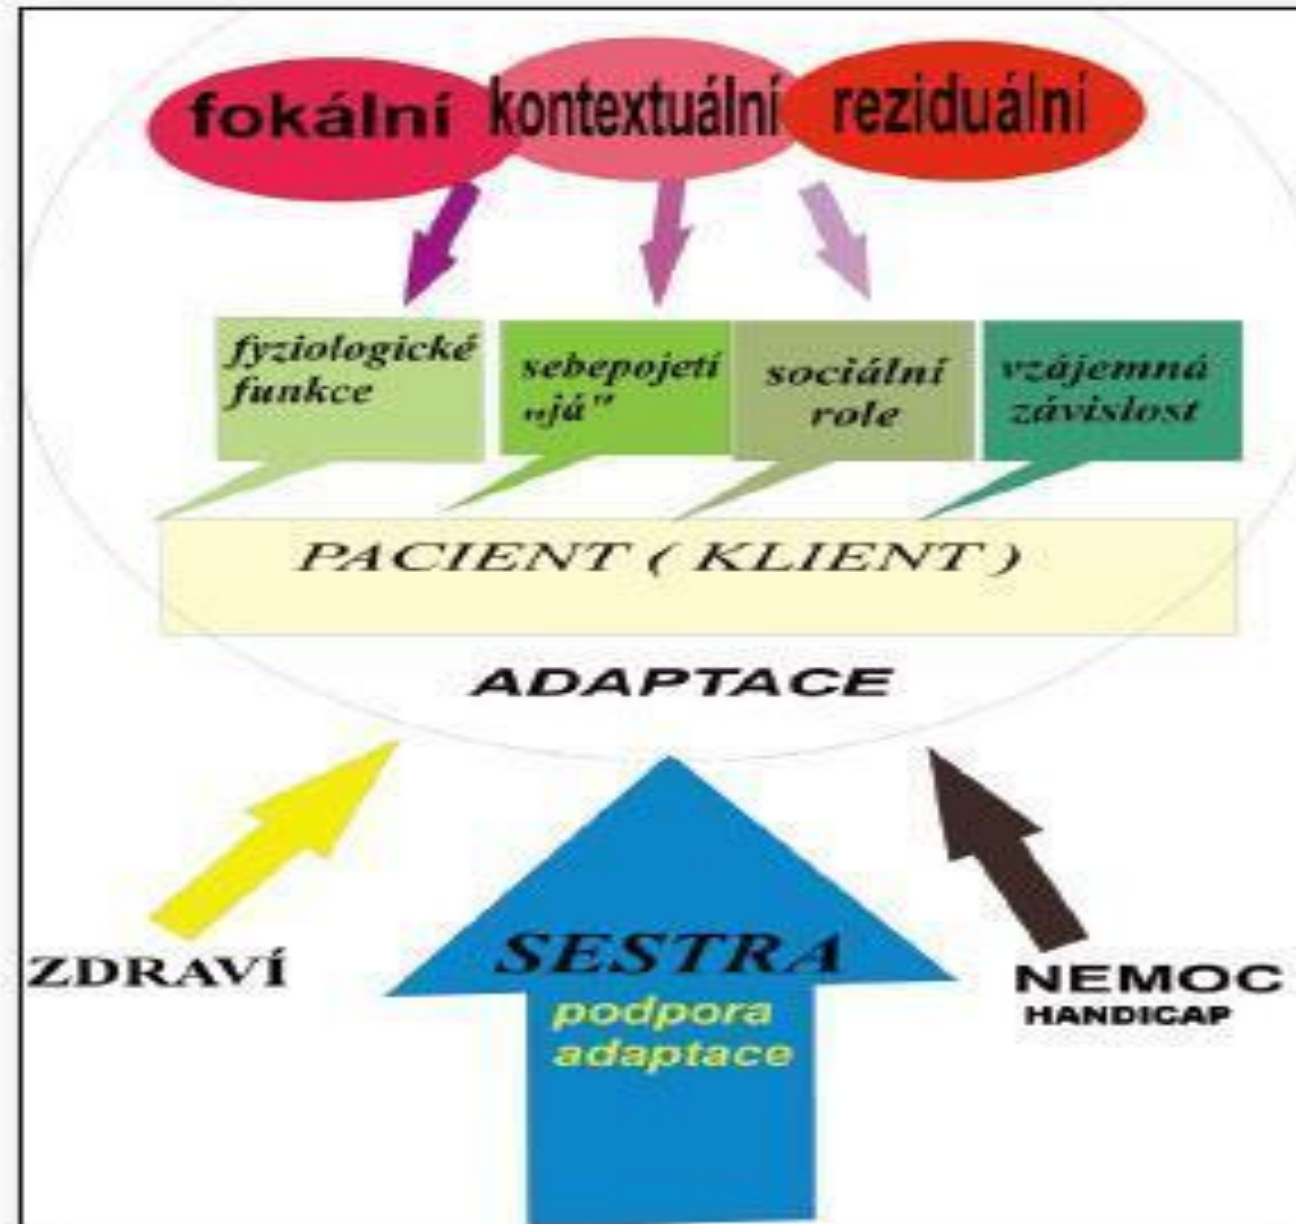 fokální kontextuální reziduální
fyziologické
funkce
sebepojetí
„já"
sociální
role
vzájemná
závislost
PACIENT ( KLIENT )
ADAPTACE
ZDRAVÍ
SESTRA
podpora
adaptace
NEMOC
HANDICAP